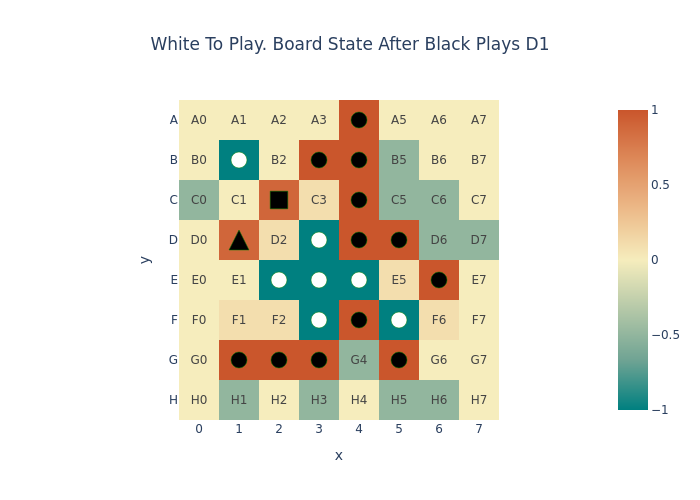 White To Play. Board State After Black Plays D1
A A0 A1 A2 A3 A5 A6 A7
B B0 B2 B5 B6 B7
C C0 C1 C3 C5 C6 C7
D D0 D2 D6 D7
E E0 E1 E5 E7
F F0 F1 F2 F6 F7
G G0 G4 G6 G7
H H0 H1 H2 H3 H4 H5 H6 H7
0 1 2 3 4 5 6 7
x
y
1
0.5
0
−0.5
−1